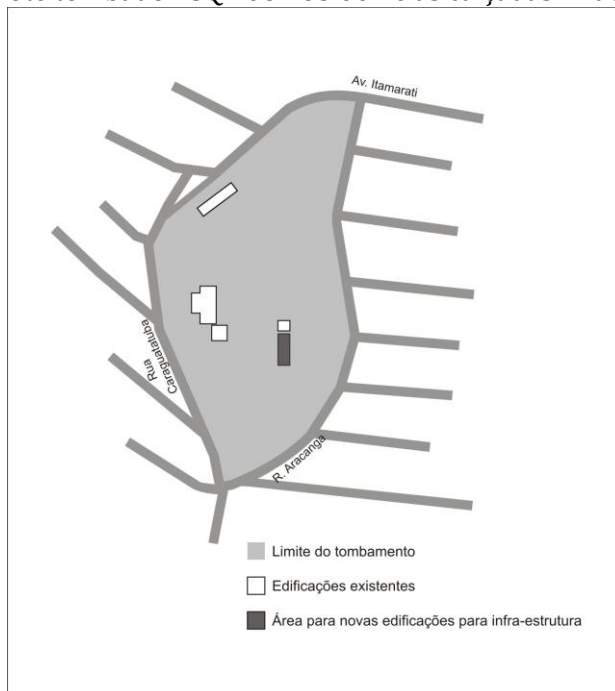 Av. Itamarati
Rua
Caraguatatuba
R. Aracanga
Limite do tombamento
Edificações existentes
Área para novas edificações para infra-estrutura